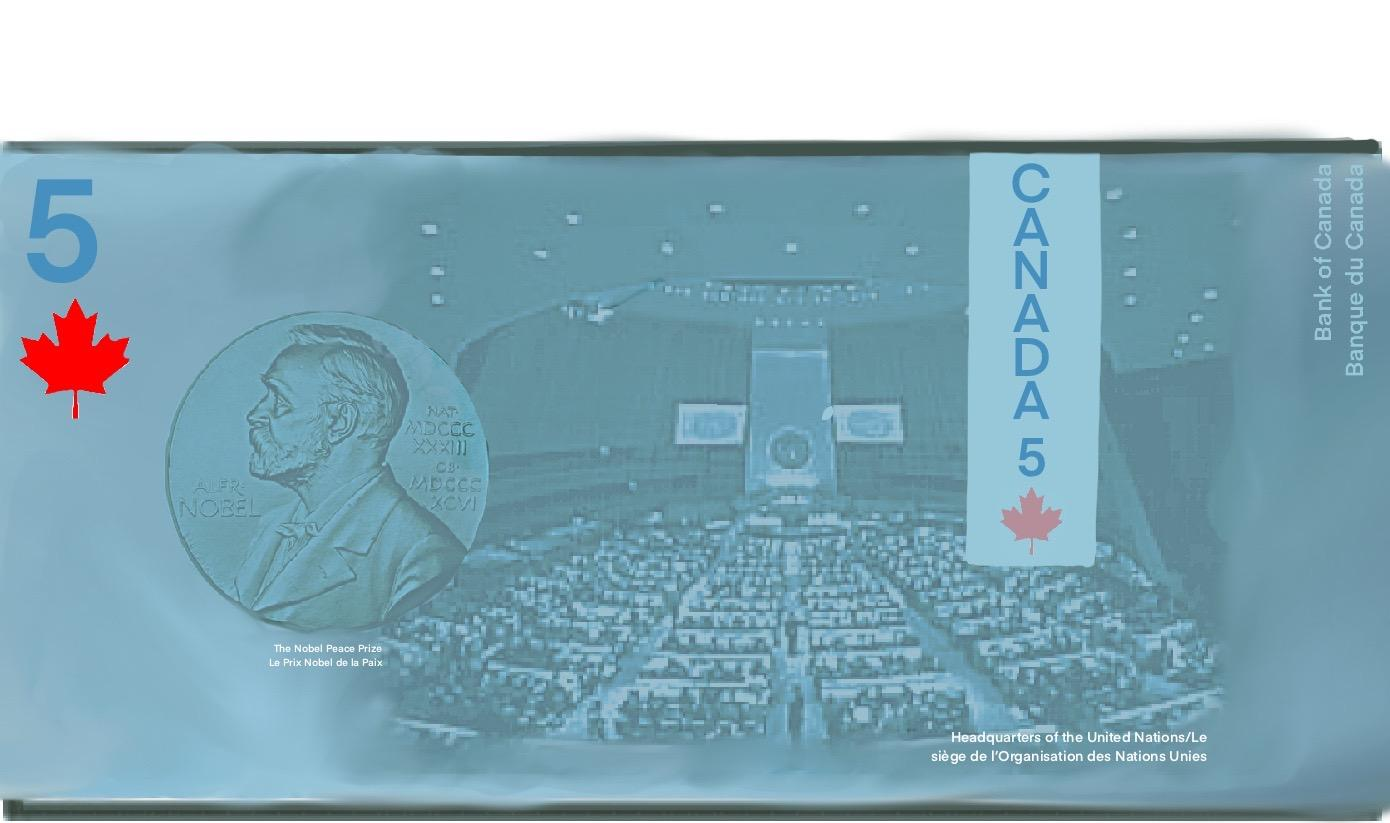 5
The Nobel Peace Prize
Le Prix Nobel de la Paix
ALFR·
NOBEL
NAT·
MDCCC
XXXIII
OB·
MDCCC
XCVI
CANADA 5
Headquarters of the United Nations/Le
siège de l'Organisation des Nations Unies
Bank of Canada
Banque du Canada